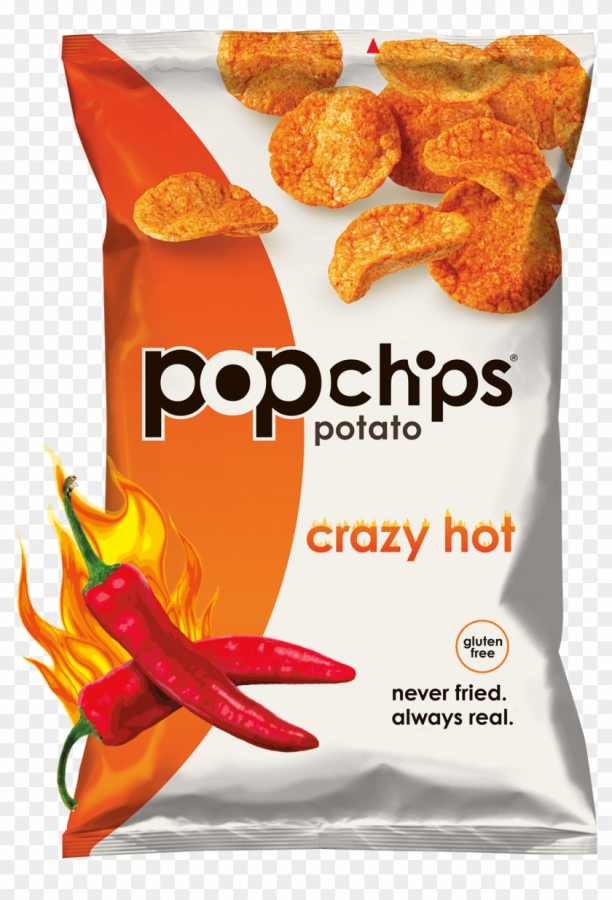 popchips®
potato
crazy hot
gluten
free
never fried.
always real.